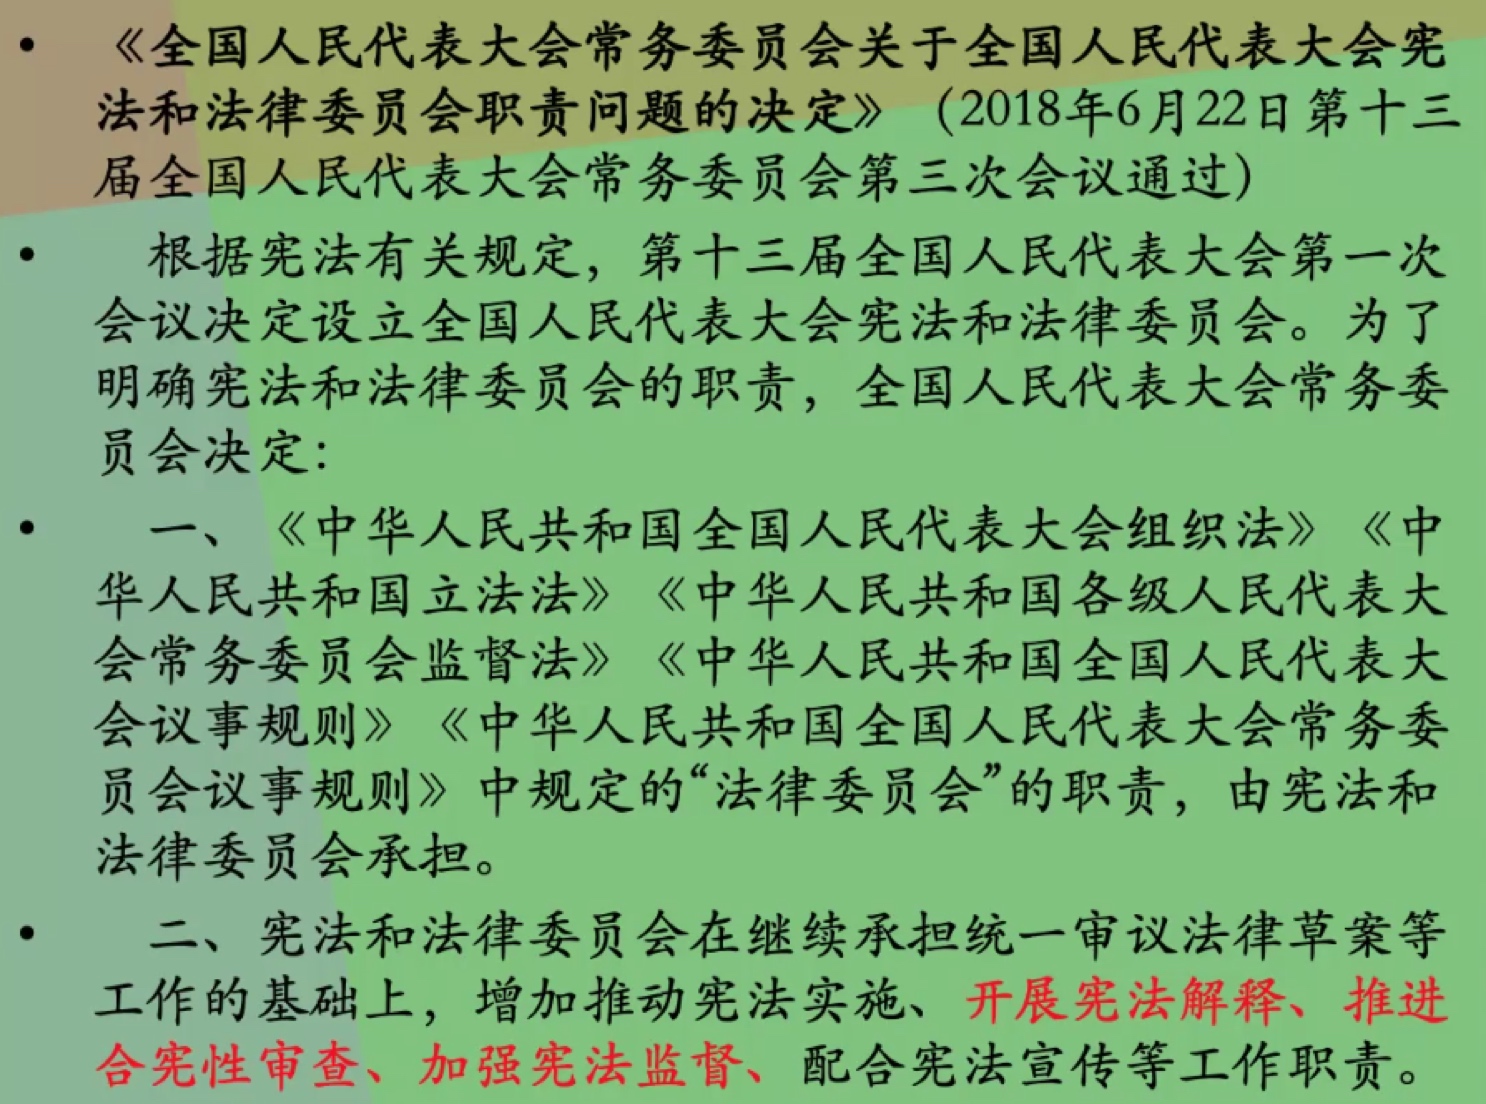 • 《全国人民代表大会常务委员会关于全国人民代表大会宪
法和法律委员会职责问题的决定》（2018年6月22日第十三
届全国人民代表大会常务委员会第三次会议通过）
• 根据宪法有关规定，第十三届全国人民代表大会第一次
会议决定设立全国人民代表大会宪法和法律委员会。为了
明确宪法和法律委员会的职责，全国人民代表大会常务委
员会决定：
• 一、《中华人民共和国全国人民代表大会组织法》《中
华人民共和国立法法》《中华人民共和国各级人民代表大
会常务委员会监督法》《中华人民共和国全国人民代表大
会议事规则》《中华人民共和国全国人民代表大会常务委
员会议事规则》中规定的“法律委员会”的职责，由宪法和
法律委员会承担。
• 二、宪法和法律委员会在继续承担统一审议法律草案等
工作的基础上，增加推动宪法实施、开展宪法解释、推进
合宪性审查、加强宪法监督、配合宪法宣传等工作职责。